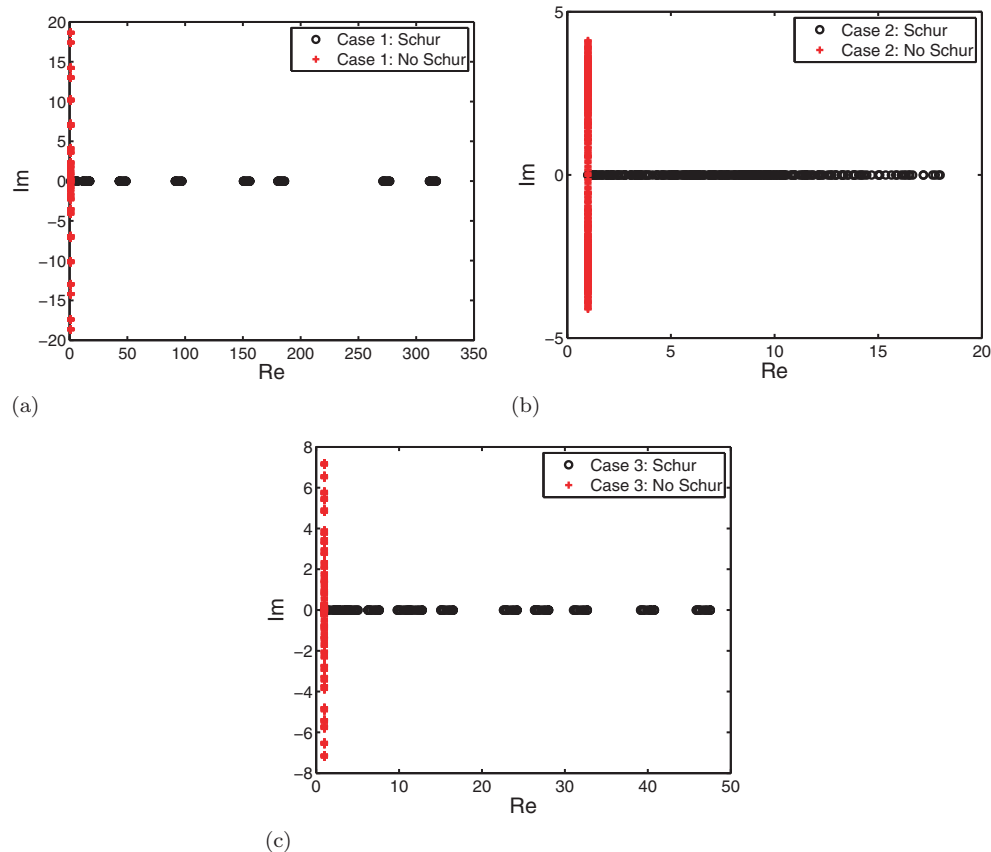 20
15
10
5
0
−5
−10
−15
−20
Im
0
50
100
150
200
250
300
350
Re
Case 1: Schur
Case 1: No Schur
(a)
5
0
−5
Im
0
5
10
15
20
Re
Case 2: Schur
Case 2: No Schur
(b)
8
6
4
2
0
−2
−4
−6
−8
Im
0
10
20
30
40
50
Re
Case 3: Schur
Case 3: No Schur
(c)